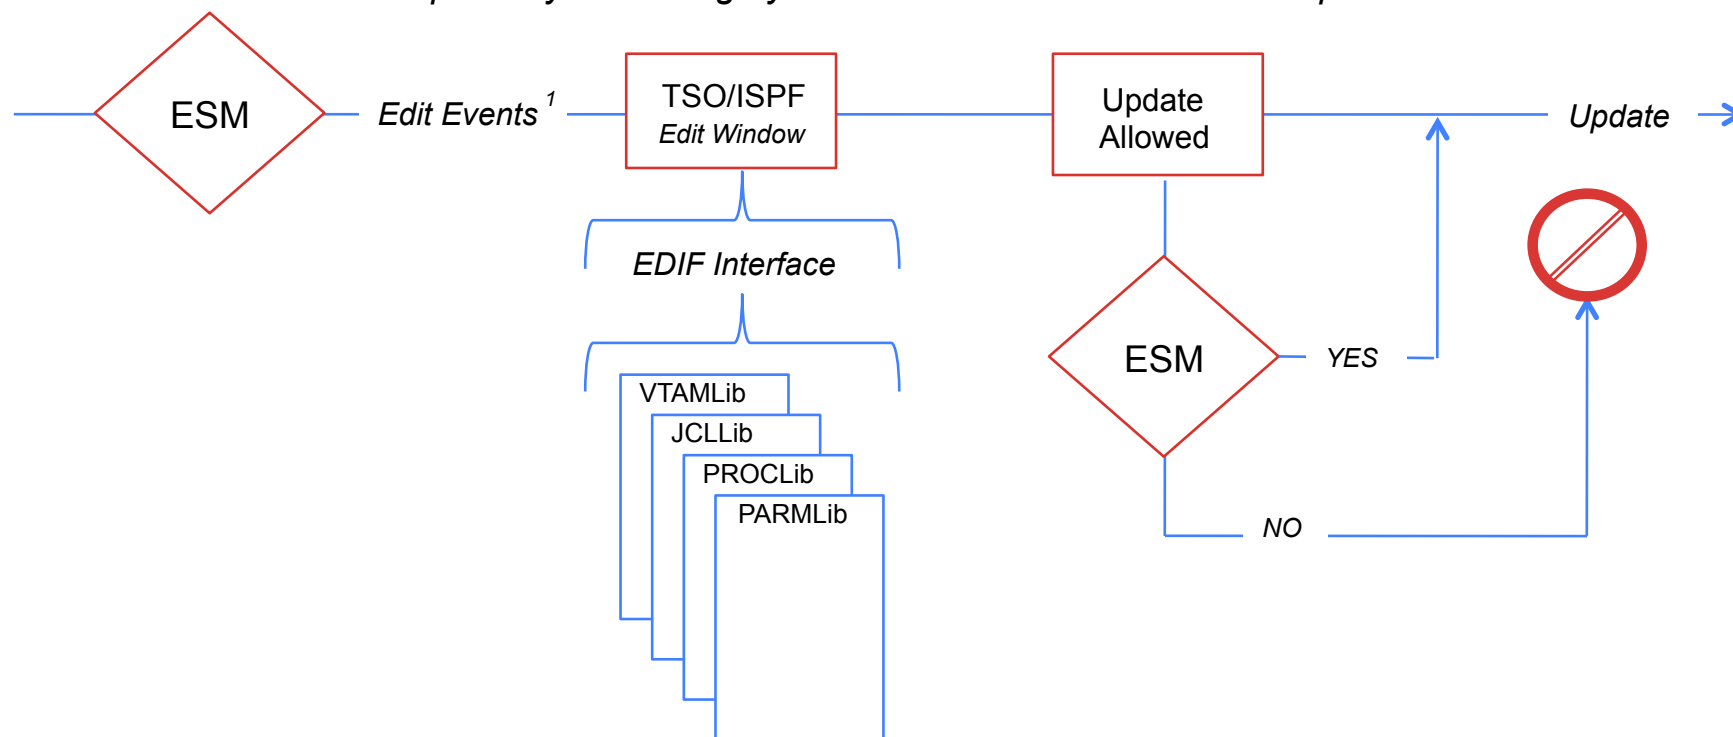 ESM
Edit Events 1
TSO/ISPF
Edit Window
Update
Allowed
Update
EDIF Interface
ESM
YES
NO
VTAMLib
JCLLib
PROCLib
PARMLib